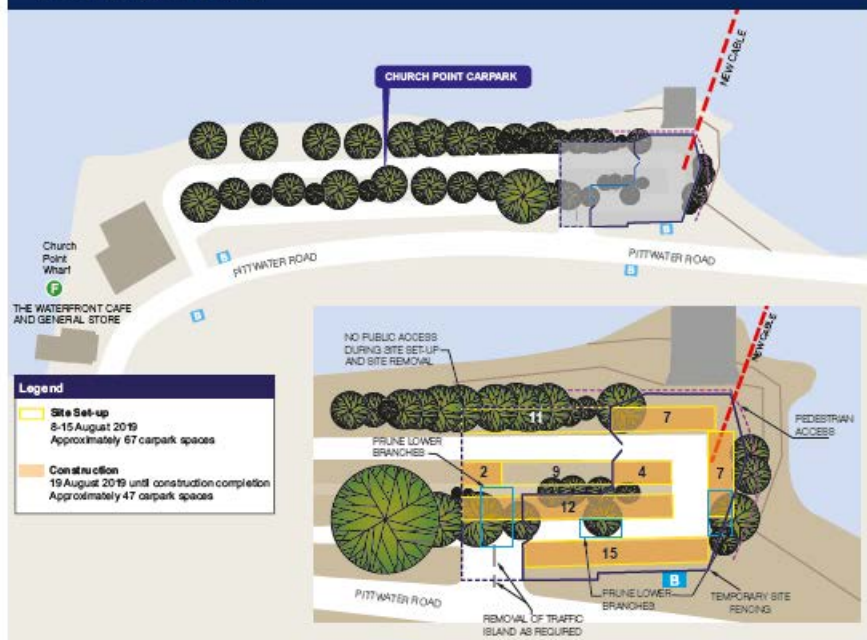 CHURCH POINT CARPARK
NEW CABLE
Church
Point
Wharf
F
THE WATERFRONT CAFE
AND GENERAL STORE
B
PITTWATER ROAD
B
B
PITTWATER ROAD
B
Legend
Site Set-up
8-15 August 2019
Approximately 67 carpark spaces
Construction
19 August 2019 until construction completion
Approximately 47 carpark spaces
NO PUBLIC ACCESS
DURING SITE SET-UP
AND SITE REMOVAL
NEW CABLE
PEDESTRIAN
ACCESS
PRUNE LOWER
BRANCHES
11
7
2
9
4
7
12
15
B
PITTWATER ROAD
REMOVAL OF TRAFFIC
ISLAND AS REQUIRED
PRUNE LOWER
BRANCHES
TEMPORARY SITE
FENCING